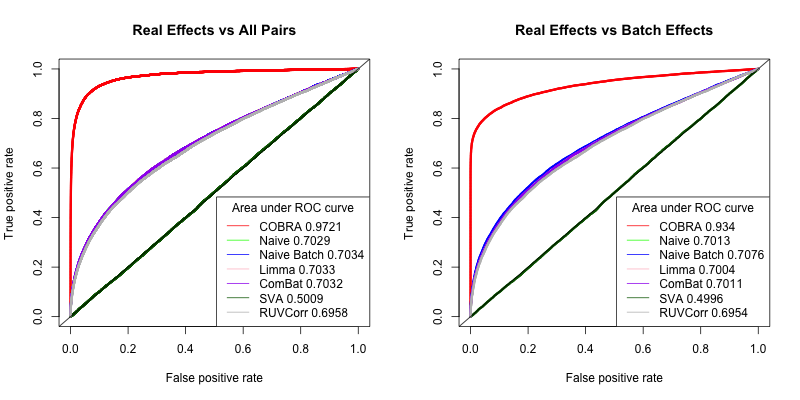 Real Effects vs All Pairs
True positive rate
1.0
0.8
0.6
0.4
0.2
0.0
Area under ROC curve
COBRA 0.9721
Naive 0.7029
Naive Batch 0.7034
Limma 0.7033
ComBat 0.7032
SVA 0.5009
RUVCorr 0.6958
0.0 0.2 0.4 0.6 0.8 1.0
False positive rate
Real Effects vs Batch Effects
True positive rate
1.0
0.8
0.6
0.4
0.2
0.0
Area under ROC curve
COBRA 0.934
Naive 0.7013
Naive Batch 0.7076
Limma 0.7004
ComBat 0.7011
SVA 0.4996
RUVCorr 0.6954
0.0 0.2 0.4 0.6 0.8 1.0
False positive rate